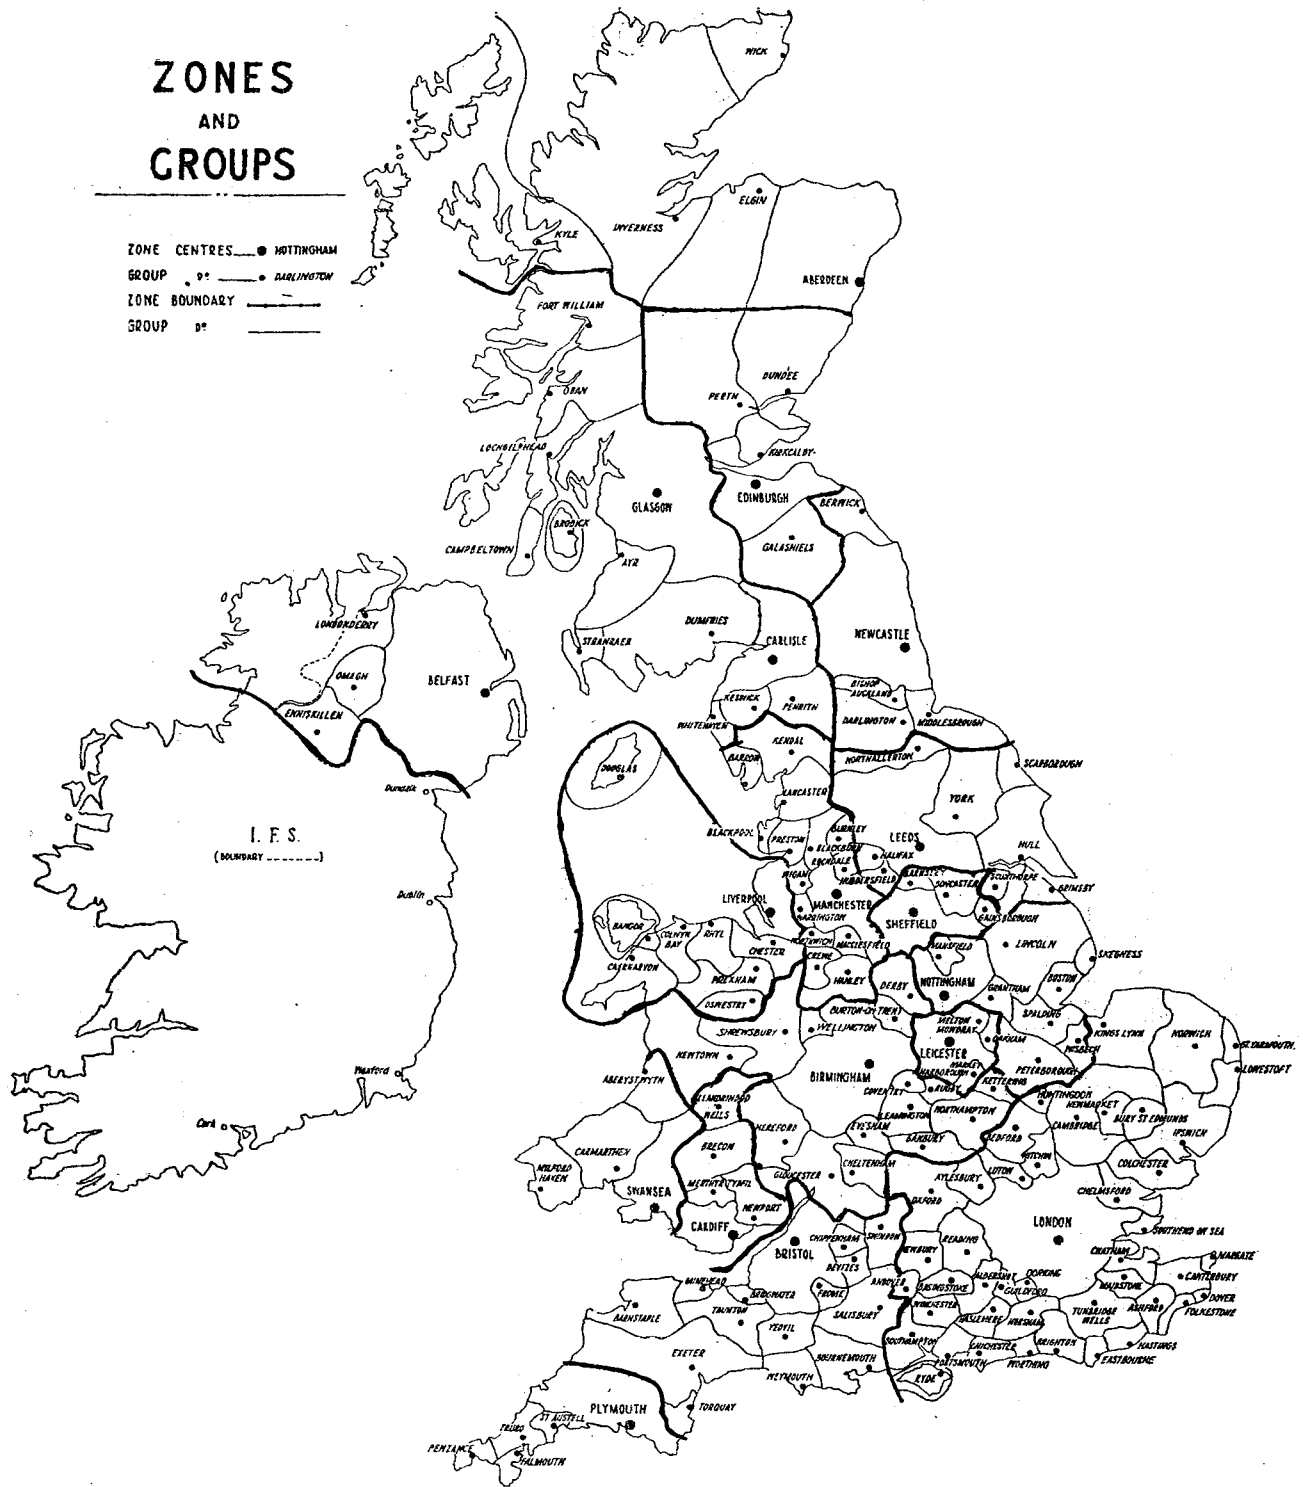 ZONES
AND
GROUPS
ZONE CENTRES NOTTINGHAM
GROUP Dº DARLINGTON
ZONE BOUNDARY
GROUP Dº
WICK
ELGIN
INVERNESS
KYLE
ABERDEEN
FORT WILLIAM
DUNDEE
OBAN
PERTH
KIRKCALDY
GLASGOW
EDINBURGH
BERWICK
BRODICK
GALASHIELS
CAMPBELTOWN
AYR
LONDONDERRY
DUMFRIES
STRANRAER
CARLISLE
NEWCASTLE
OMAGH
BELFAST
BISHOP
AUCKLAND
KESWICK
PENRITH
ENNISKILLEN
WHITEHAVEN
DARLINGTON
MIDDLESBROUGH
KENDAL
BARROW
NORTHALLERTON
SCARBOROUGH
DOUGLAS
Dundalk
LANCASTER
YORK
I. F. S.
(BOUNDARY -------)
BLACKPOOL
PRESTON
BURNLEY
BLACKBURN
LEEDS
HALIFAX
HULL
ROCHDALE
WIGAN
HUDDERSFIELD
BARNSLEY
DONCASTER
SCUNTHORPE
GRIMSBY
Dublin
LIVERPOOL
MANCHESTER
WARRINGTON
SHEFFIELD
GAINSBOROUGH
BANGOR
COLWYN
BAY
RHYL
CHESTER
NORTHWICH
MACCLESFIELD
MANSFIELD
LINCOLN
SKEGNESS
CAERNARVON
WREXHAM
CREWE
HANLEY
DERBY
NOTTINGHAM
GRANTHAM
BOSTON
OSWESTRY
BURTON-ON-TRENT
SHREWSBURY
WELLINGTON
MELTON
MOWBRAY
SPALDING
KINGS LYNN
NORWICH
GT. YARMOUTH
NEWTOWN
LEICESTER
OAKHAM
WISBECH
ABERYSTWYTH
BIRMINGHAM
MARKET
HARBOROUGH
PETERBOROUGH
LOWESTOFT
Wexford
COVENTRY
RUGBY
KETTERING
LLANDRINDOD
WELLS
LEAMINGTON
NORTHAMPTON
HUNTINGDON
NEWMARKET
CAMBRIDGE
BURY ST EDMUNDS
Cork
HEREFORD
EVESHAM
BANBURY
BEDFORD
IPSWICH
BRECON
CARMARTHEN
MILFORD
HAVEN
GLOUCESTER
CHELTENHAM
HITCHIN
LUTON
COLCHESTER
AYLESBURY
MERTHYR TYDFIL
SWANSEA
OXFORD
CHELMSFORD
NEWPORT
CARDIFF
BRISTOL
CHIPPENHAM
SWINDON
LONDON
SOUTHEND ON SEA
NEWBURY
READING
CHATHAM
MARGATE
DEVIZES
MINEHEAD
ANDOVER
BASINGSTOKE
ALDERSHOT
DORKING
GUILDFORD
MAIDSTONE
CANTERBURY
BRIDGWATER
FROME
DOVER
BARNSTAPLE
TAUNTON
SALISBURY
WINCHESTER
HASLEMERE
HORSHAM
TUNBRIDGE
WELLS
ASHFORD
FOLKESTONE
YEOVIL
SOUTHAMPTON
CHICHESTER
BRIGHTON
HASTINGS
EXETER
BOURNEMOUTH
PORTSMOUTH
WORTHING
EASTBOURNE
WEYMOUTH
RYDE
TORQUAY
PLYMOUTH
ST AUSTELL
TRURO
PENZANCE
FALMOUTH